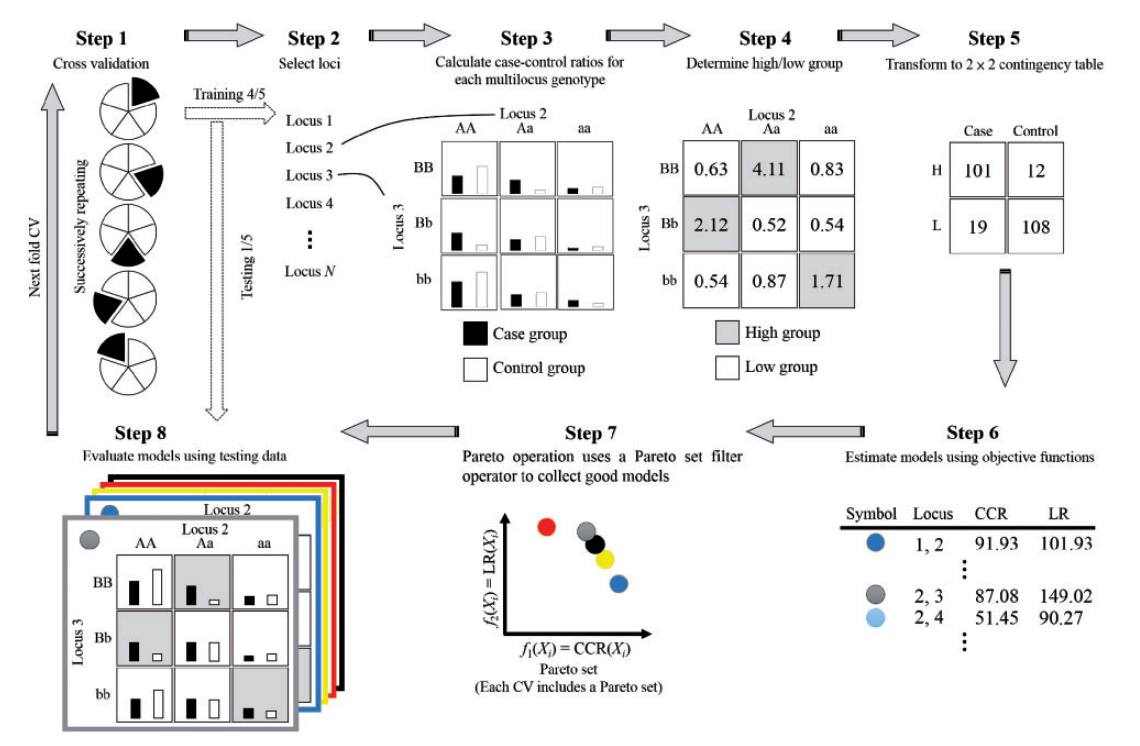 Step 1
Cross validation
Step 2
Select loci
Step 3
Calculate case-control ratios for
each multilocus genotype
Step 4
Determine high/low group
Step 5
Transform to 2 × 2 contingency table
Next fold CV
Successively repeating
Training 4/5
Testing 1/5
Locus 1
Locus 2
Locus 3
Locus 4
⋮
Locus N
Locus 2
AA Aa aa
Locus 3
BB
Bb
bb
Case group
Control group
Locus 2
AA Aa aa
Locus 3
BB 0.63 4.11 0.83
Bb 2.12 0.52 0.54
bb 0.54 0.87 1.71
High group
Low group
Case Control
H 101 12
L 19 108
Step 8
Evaluate models using testing data
Locus 2
Locus 2
AA Aa aa
Locus 3
BB
Bb
bb
Step 7
Pareto operation uses a Pareto set filter
operator to collect good models
f2(Xi) = LR(Xi)
f1(Xi) = CCR(Xi)
Pareto set
(Each CV includes a Pareto set)
Step 6
Estimate models using objective functions
Symbol Locus CCR LR
1, 2 91.93 101.93
⋮
2, 3 87.08 149.02
2, 4 51.45 90.27
⋮